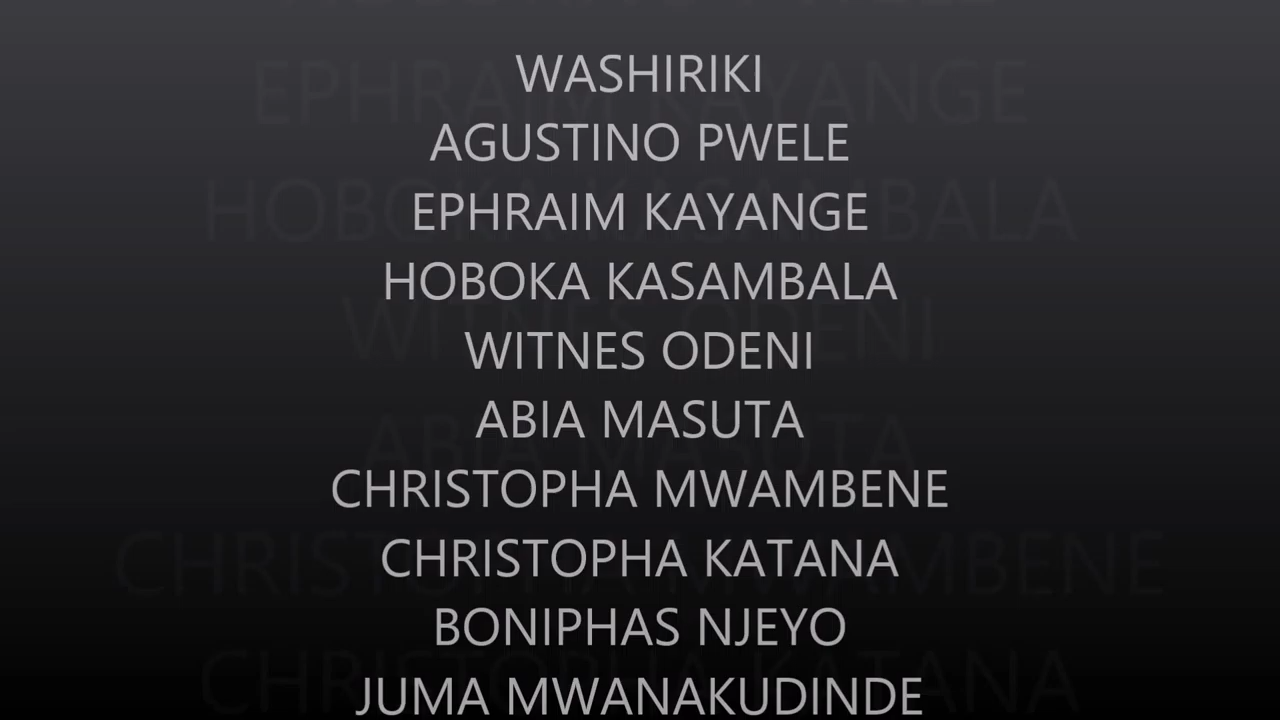 WASHIRIKI
AGUSTINO PWELE
EPHRAIM KAYANGE
HOBOKA KASAMBALA
WITNES ODENI
ABIA MASUTA
CHRISTOPHA MWAMBENE
CHRISTOPHA KATANA
BONIPHAS NJEYO
JUMA MWANAKUDINDE